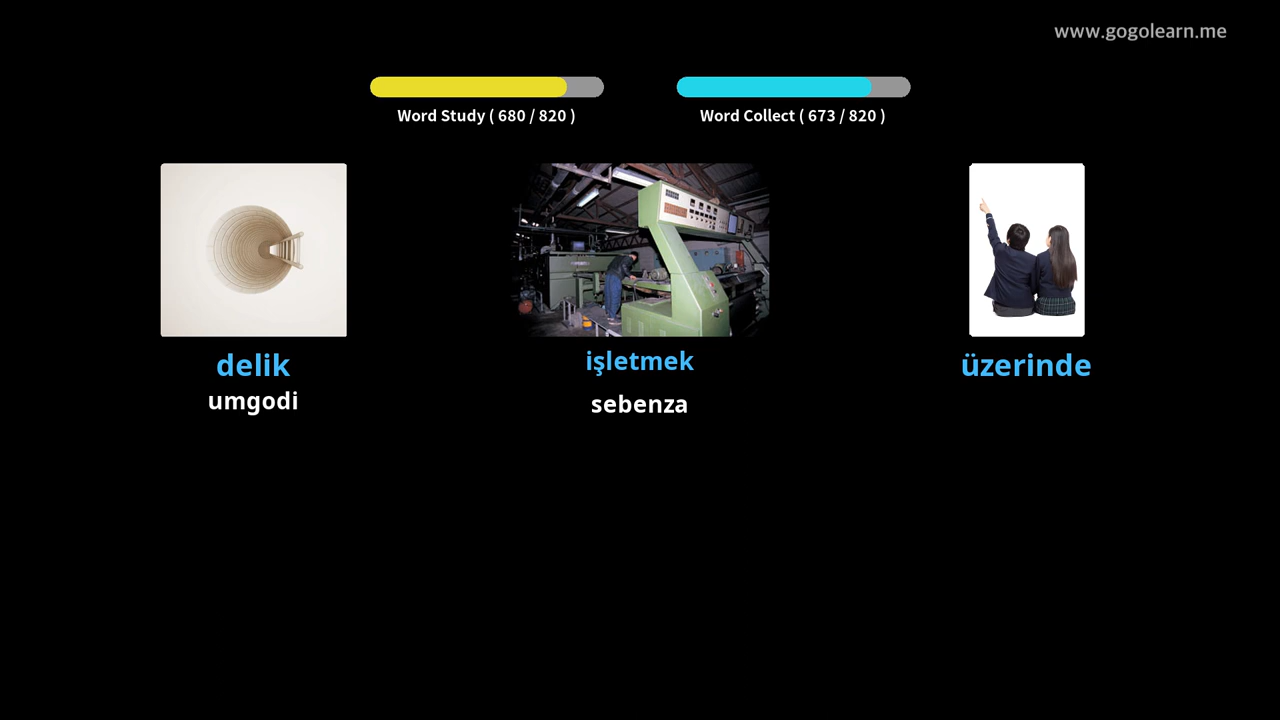 www.gogolearn.me
Word Study ( 680 / 820 )
Word Collect ( 673 / 820 )
delik
işletmek
üzerinde
umgodi
sebenza